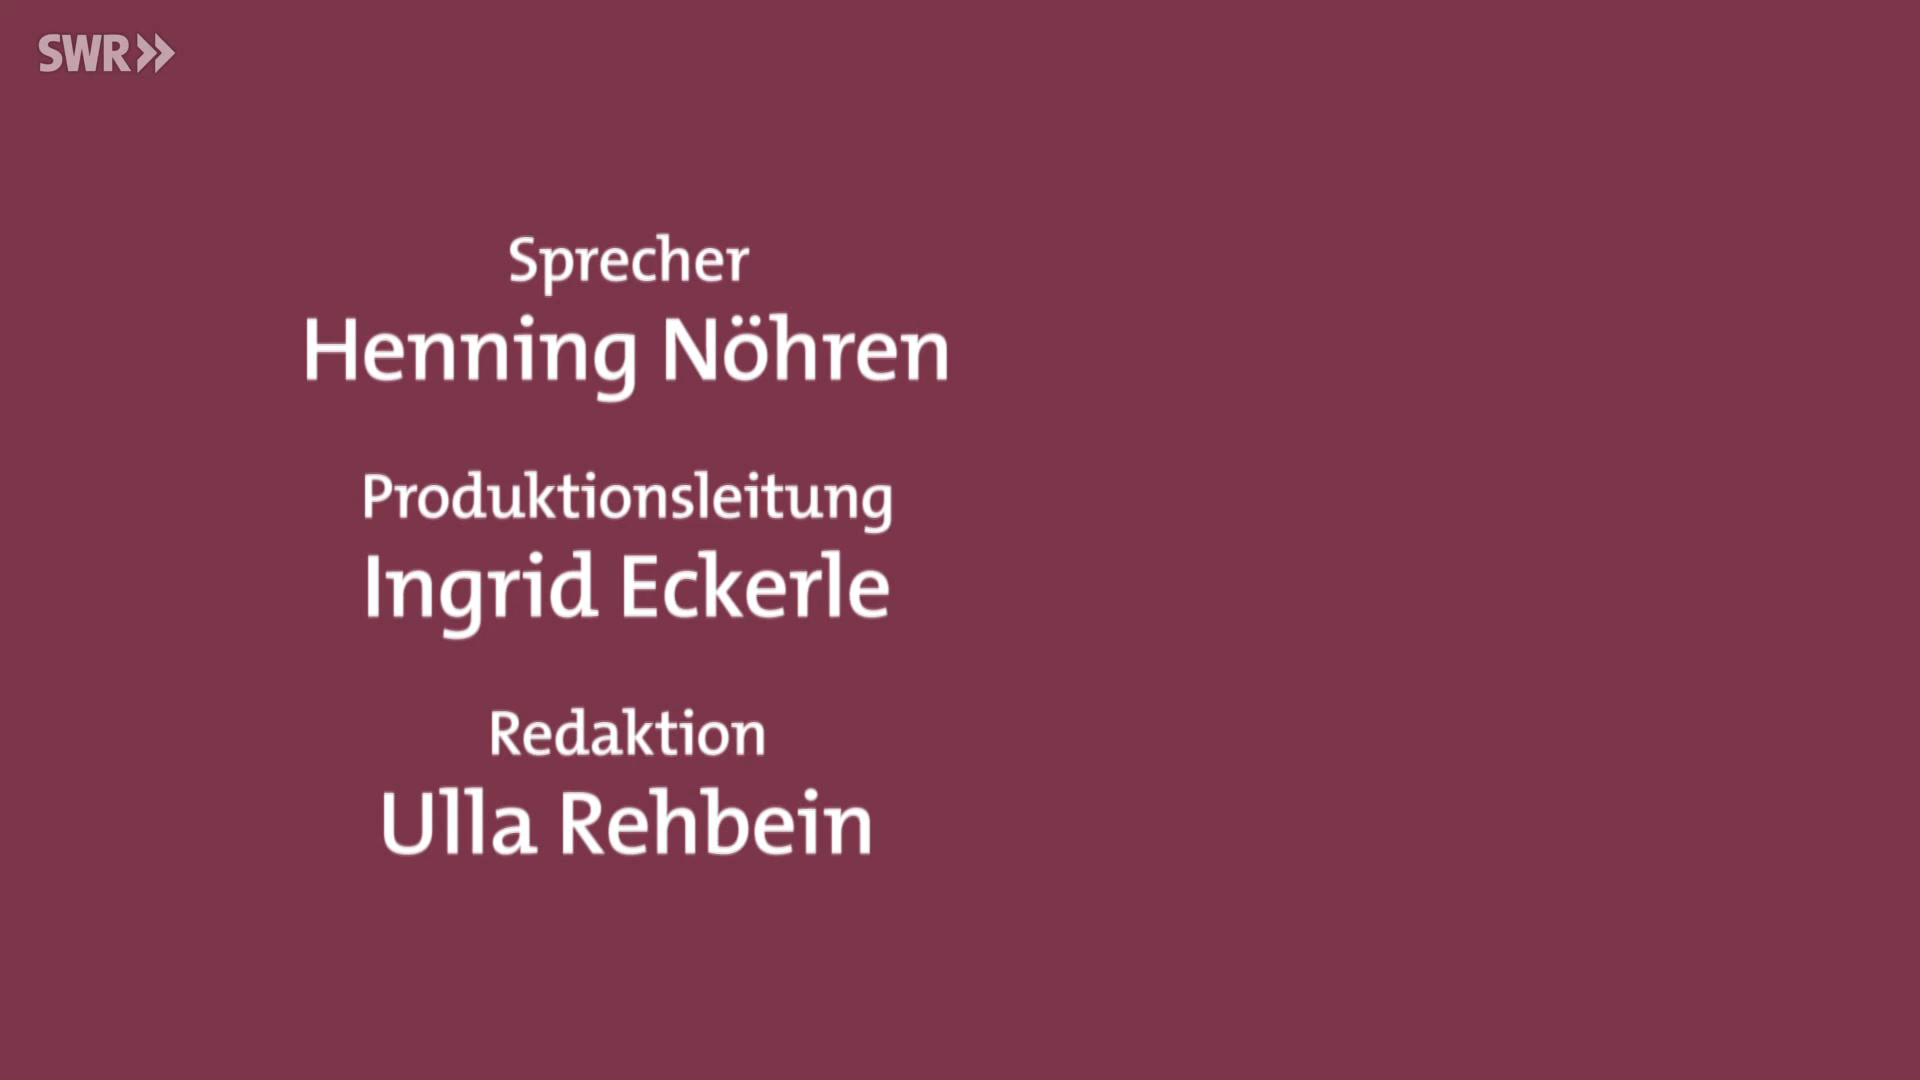 SWR
Sprecher
Henning Nöhren
Produktionsleitung
Ingrid Eckerle
Redaktion
Ulla Rehbein